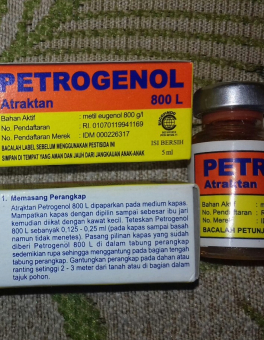 PETROGENOL
Atraktan 800 L
Bahan Aktif : metil eugenol 800 g/l
No. Pendaftaran : RI. 01070119941169
No. Pendaftaran Merek : IDM 000226317
BACALAH LABEL SEBELUM MENGGUNAKAN PESTISIDA INI
SIMPAN DI TEMPAT YANG AMAN DAN JAUH DARI JANGKAUAN ANAK-ANAK
ISI BERSIH
5 ml
1. Memasang Perangkap
Atraktan Petrogenol 800 L dipaparkan pada medium kapas.
Mampatkan kapas dengan dipilin sampai sebesar ibu jari
kemudian diikat dengan kawat kecil. Teteskan Petrogenol
800 L sebanyak 0,125 - 0,25 ml (pada kapas sampai basah
namun tidak menetes). Pasang pilinan kapas yang sudah
diberi Petrogenol 800 L di dalam tabung perangkap
sedemikian rupa sehingga menggantung pada bagian tengah
tabung perangkap. Gantungkan perangkap pada dahan atau
ranting setinggi 2 - 3 meter dari tanah atau di bagian dalam
tajuk pohon.
PETR
Atraktan
Bahan Aktif
No. Pendaftaran
No. Pendaftaran Merek
BACALAH PETUNJ